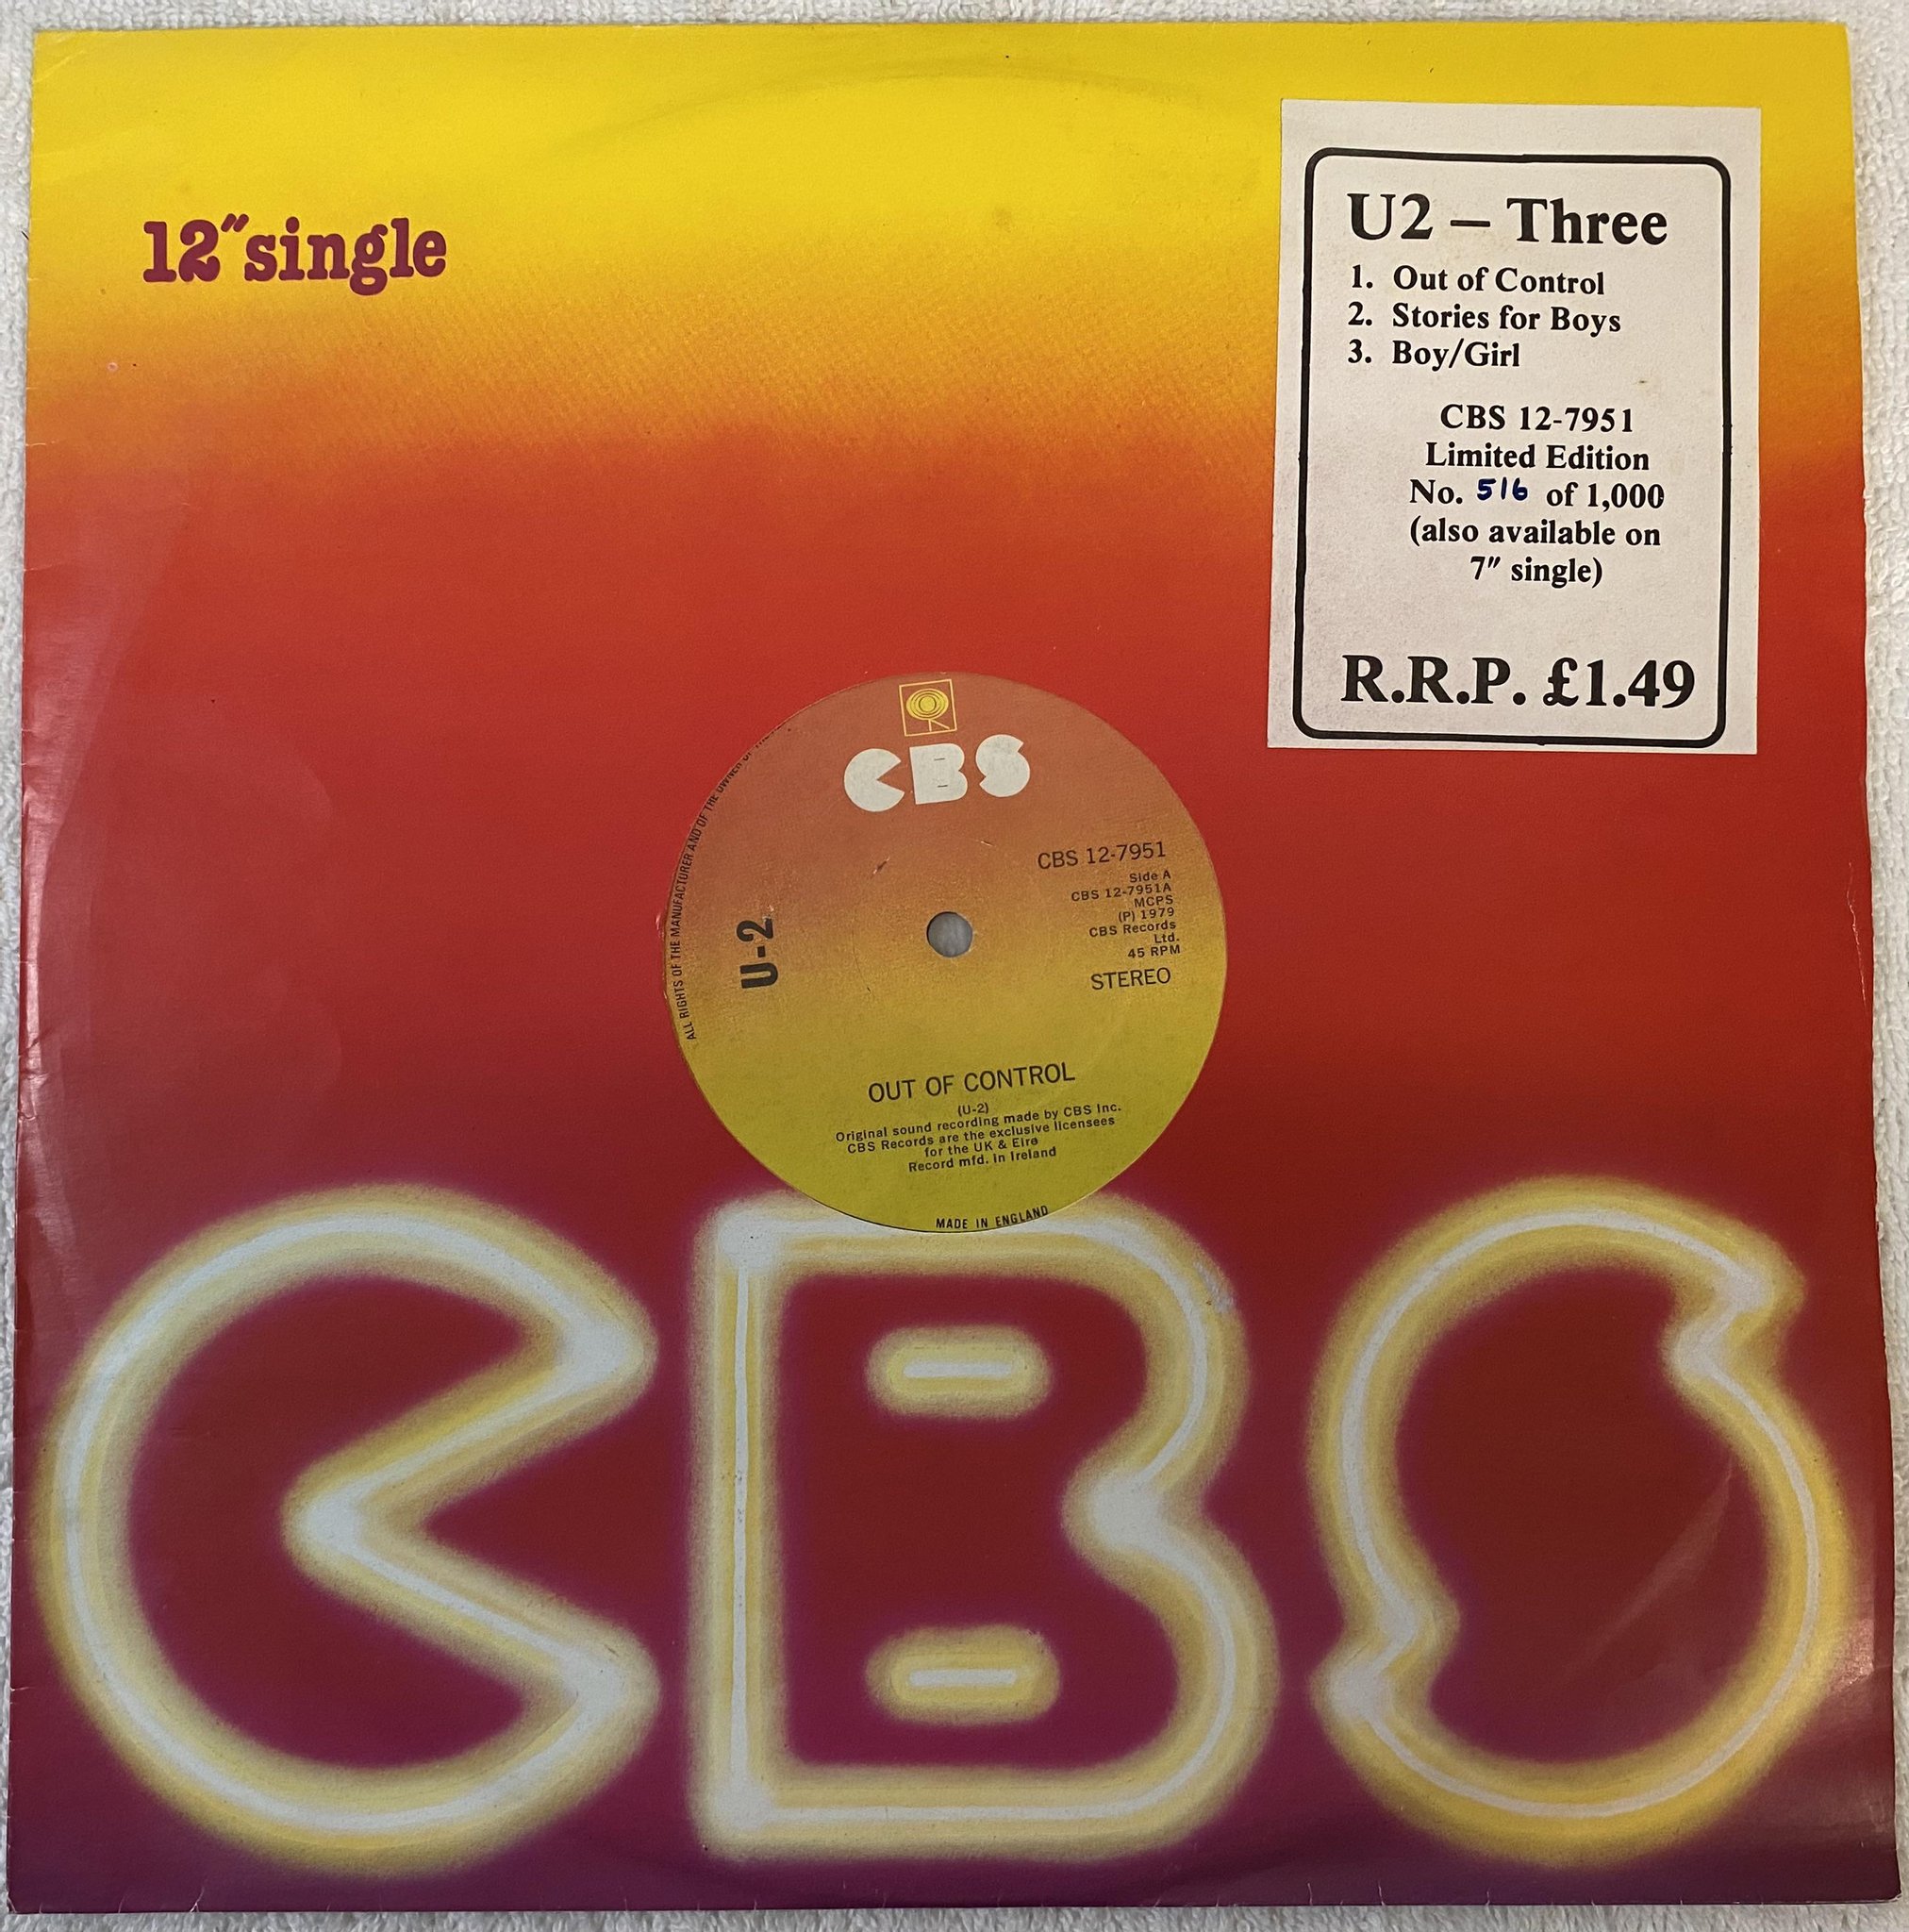 12″single
U2 – Three
1. Out of Control
2. Stories for Boys
3. Boy/Girl
CBS 12-7951
Limited Edition
No. 516 of 1,000
(also available on
7″ single)
R.R.P. £1.49
CBS
CBS 12-7951
Side A
CBS 12-7951A
MCPS
(P) 1979
CBS Records
Ltd.
45 RPM
STEREO
U-2
ALL RIGHTS OF THE MANUFACTURER AND OF THE OWNER OF THE
OUT OF CONTROL
(U-2)
Original sound recording made by CBS Inc.
CBS Records are the exclusive licensees
for the UK & Eire
Record mfd. in Ireland
MADE IN ENGLAND
CBS